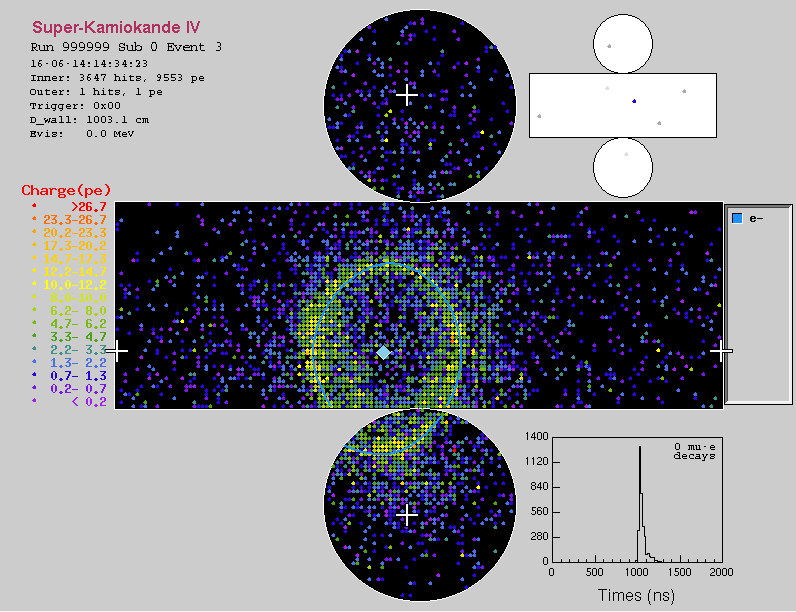 Super-Kamiokande IV
Run 999999 Sub 0 Event 3
16-06-14:14:34:23
Inner: 3647 hits, 9553 pe
Outer: 1 hits, 1 pe
Trigger: 0x00
D_wall: 1003.1 cm
Evis: 0.0 MeV
Charge(pe)
>26.7
23.3-26.7
20.2-23.3
17.3-20.2
14.7-17.3
12.2-14.7
10.0-12.2
8.0-10.0
6.2- 8.0
4.7- 6.2
3.3- 4.7
2.2- 3.3
1.3- 2.2
0.7- 1.3
0.2- 0.7
< 0.2
e-
0 mu-e
decays
1400
1120
840
560
280
0
0 500 1000 1500 2000
Times (ns)